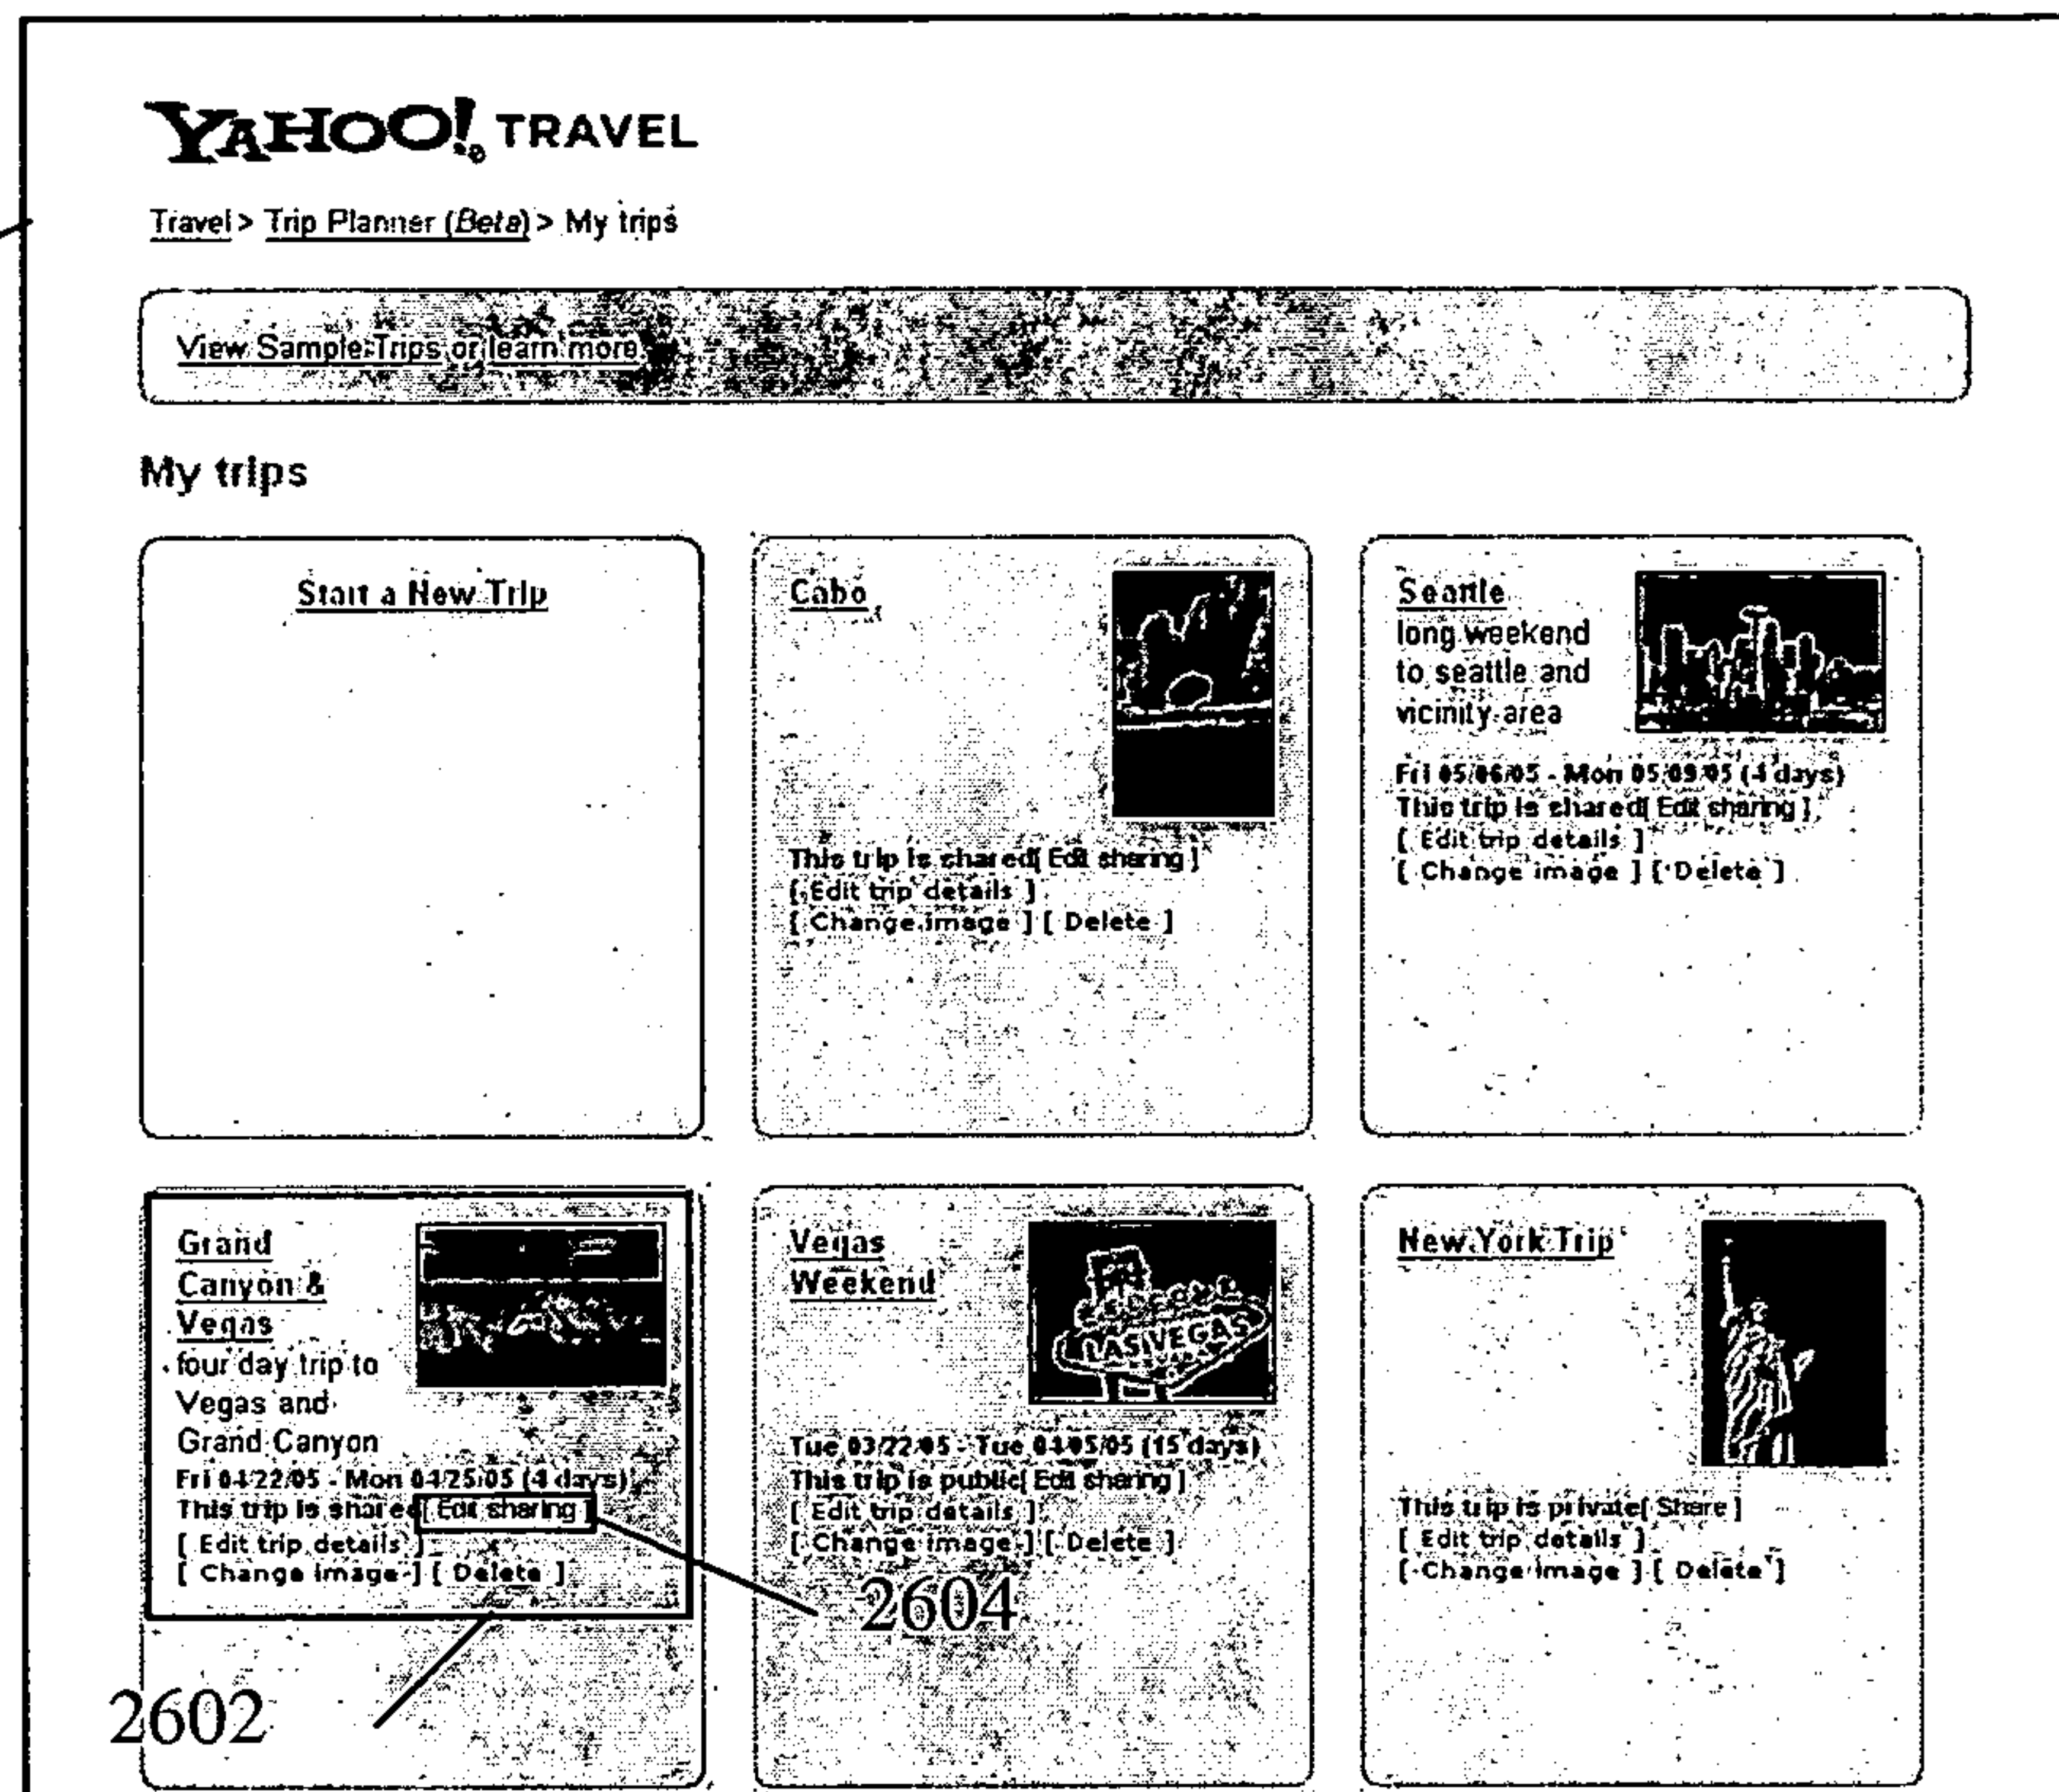 YAHOO! TRAVEL
Travel > Trip Planner (Beta) > My trips
View Sample Trips or learn more.
My trips
Start a New Trip
Cabo
This trip is shared[ Edit sharing ]
[ Edit trip details ]
[ Change image ] [ Delete ]
Seattle
long weekend
to seattle and
vicinity area
Fri 05/06/05 - Mon 05/09/05 (4 days)
This trip is shared[ Edit sharing ]
[ Edit trip details ]
[ Change image ] [ Delete ]
Grand
Canyon &
Vegas
four day trip to
Vegas and
Grand Canyon
Fri 04/22/05 - Mon 04/25/05 (4 days)
This trip is shared[ Edit sharing ]
[ Edit trip details ]
[ Change image ] [ Delete ]
2602
Vegas
Weekend
LAS VEGAS
Tue 03/22/05 - Tue 04/05/05 (15 days)
This trip is public[ Edit sharing ]
[ Edit trip details ]
[ Change image ] [ Delete ]
2604
New York Trip
This trip is private[ Share ]
[ Edit trip details ]
[ Change image ] [ Delete ]